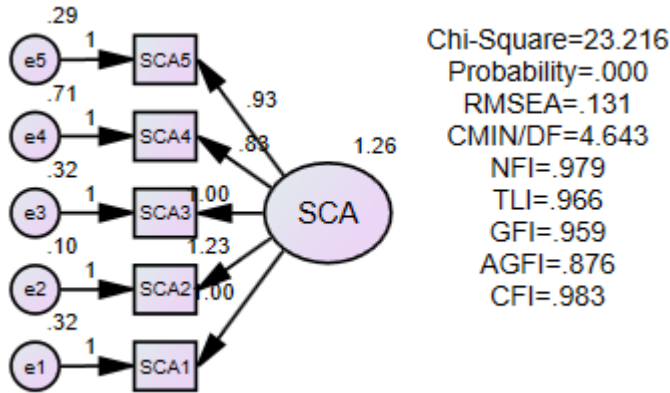 .29
1
e5
SCA5
.93
.71
1
e4
SCA4
.83
1.26
.32
1
e3
SCA3
1.00
SCA
.10
1
e2
SCA2
1.23
1.00
.32
1
e1
SCA1
Chi-Square=23.216
Probability=.000
RMSEA=.131
CMIN/DF=4.643
NFI=.979
TLI=.966
GFI=.959
AGFI=.876
CFI=.983